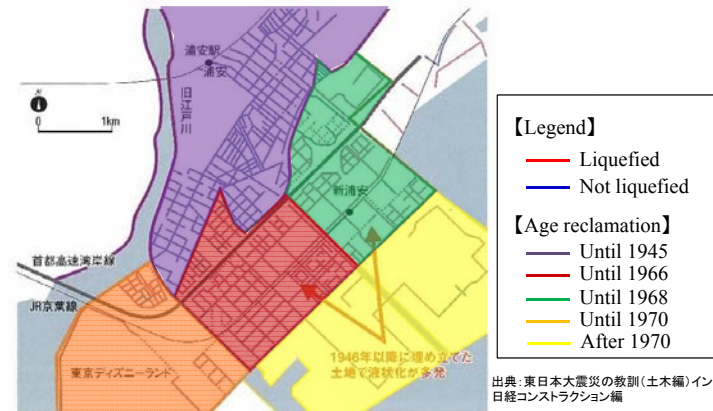 浦安駅
浦安
旧江戸川
N
0 1km
新浦安
首都高速湾岸線
JR京葉線
東京ディズニーランド
1946年以降に埋め立てた
土地で液状化が多発
【Legend】
Liquefied
Not liquefied
【Age reclamation】
Until 1945
Until 1966
Until 1968
Until 1970
After 1970
出典：東日本大震災の教訓（土木編）イン
日経コンストラクション編